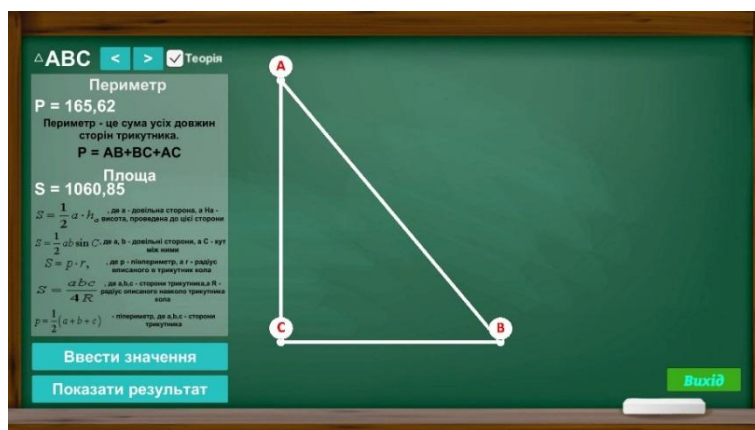 △ABC < > Теорія
Периметр
P = 165,62
Периметр - це сума усіх довжин
сторін трикутника.
P = AB+BC+AC
Площа
S = 1060,85
S = 1/2 a · hₐ , де a - довільна сторона, а Ha -
висота, проведена до цієї сторони
S = 1/2 ab sin C , де a, b - довільні сторони, а C - кут
між ними
S = p · r, , де p - півпериметр, а r - радіус
вписаного в трикутник кола
S = abc/4R , де a,b,c - сторони трикутника,а R -
радіус описаного навколо трикутника
кола
p = 1/2 (a + b + c) - піпериметр, де a,b,c - сторони
трикутника
Ввести значення
Показати результат
A
C
B
Вихід